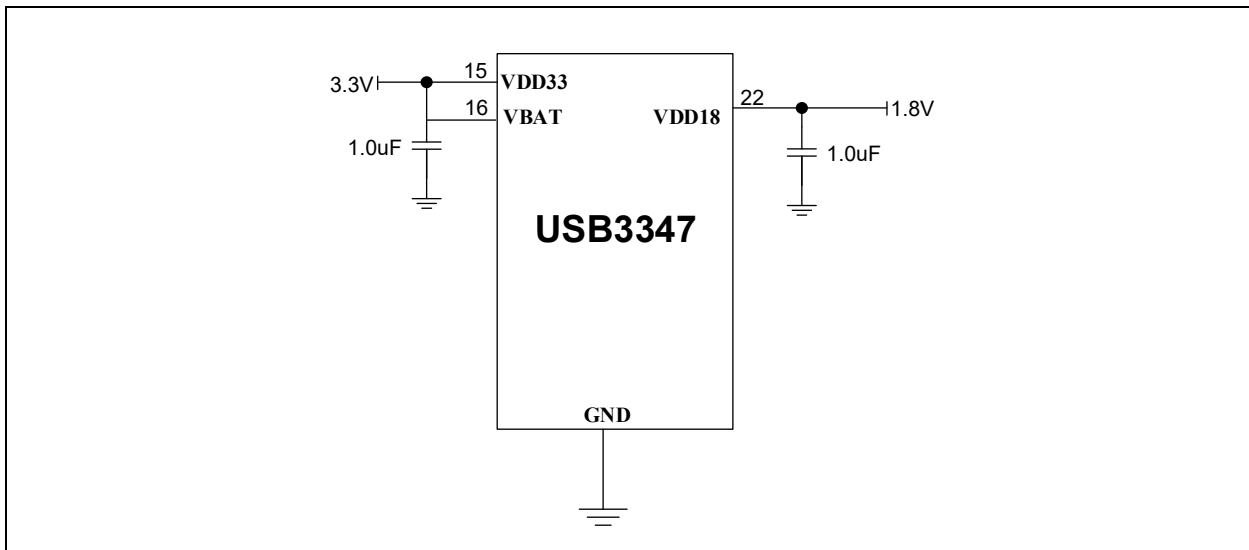 15
3.3V
VDD33
16
VBAT
22
VDD18
1.8V
1.0uF
1.0uF
USB3347
GND